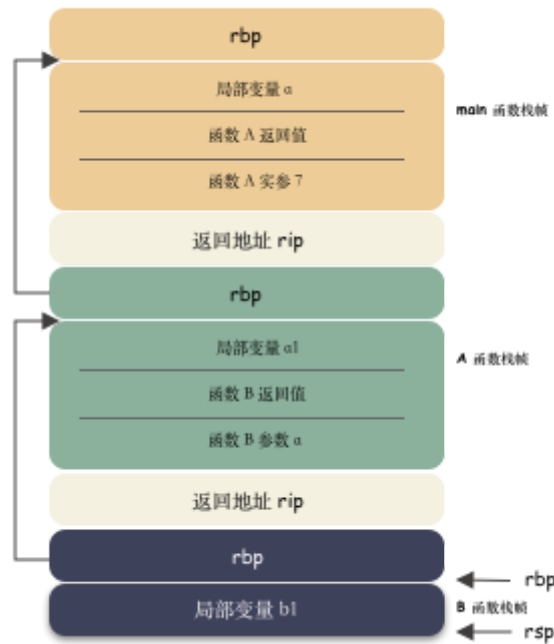 rbp
局部变量 a
main 函数栈帧
函数 A 返回值
函数 A 实参 7
返回地址 rip
rbp
局部变量 a1
A 函数栈帧
函数 B 返回值
函数 B 参数 a
返回地址 rip
rbp
rbp
局部变量 b1
B 函数栈帧
rsp